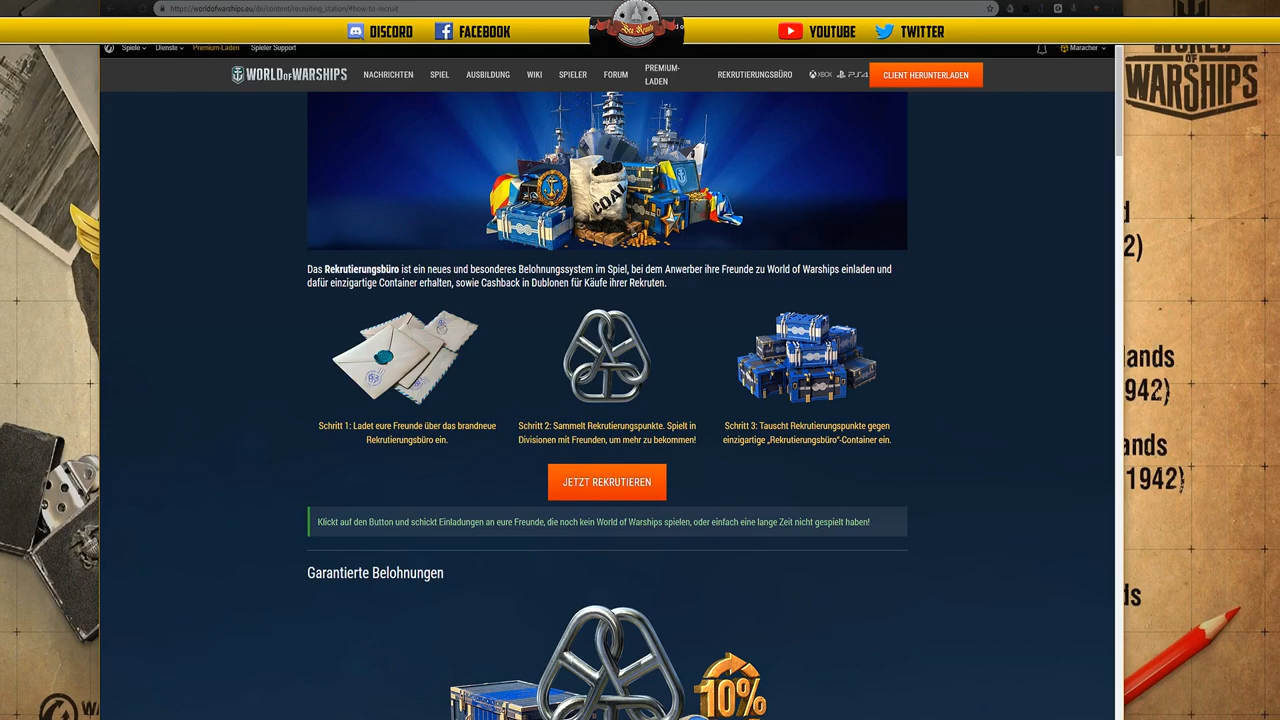 https://worldofwarships.eu/de/content/recruiting_station/#how-to-recruit
DISCORD
FACEBOOK
Sea Rands
YOUTUBE
TWITTER
Spiele
Dienste
Premium-Laden
Spieler Support
Maracher
WORLD OF WARSHIPS
NACHRICHTEN
SPIEL
AUSBILDUNG
WIKI
SPIELER
FORUM
PREMIUM-
LADEN
REKRUTIERUNGSBÜRO
XBOX
PS4
CLIENT HERUNTERLADEN
WORLD
OF
WARSHIPS
COAL
Das Rekrutierungsbüro ist ein neues und besonderes Belohnungssystem im Spiel, bei dem Anwerber ihre Freunde zu World of Warships einladen und
dafür einzigartige Container erhalten, sowie Cashback in Dublonen für Käufe ihrer Rekruten.
Schritt 1: Ladet eure Freunde über das brandneue
Rekrutierungsbüro ein.
Schritt 2: Sammelt Rekrutierungspunkte. Spielt in
Divisionen mit Freunden, um mehr zu bekommen!
Schritt 3: Tauscht Rekrutierungspunkte gegen
einzigartige „Rekrutierungsbüro“-Container ein.
JETZT REKRUTIEREN
Klickt auf den Button und schickt Einladungen an eure Freunde, die noch kein World of Warships spielen, oder einfach eine lange Zeit nicht gespielt haben!
Garantierte Belohnungen
10%
d
2)
lands
1942)
ands
1942)
ds
WA